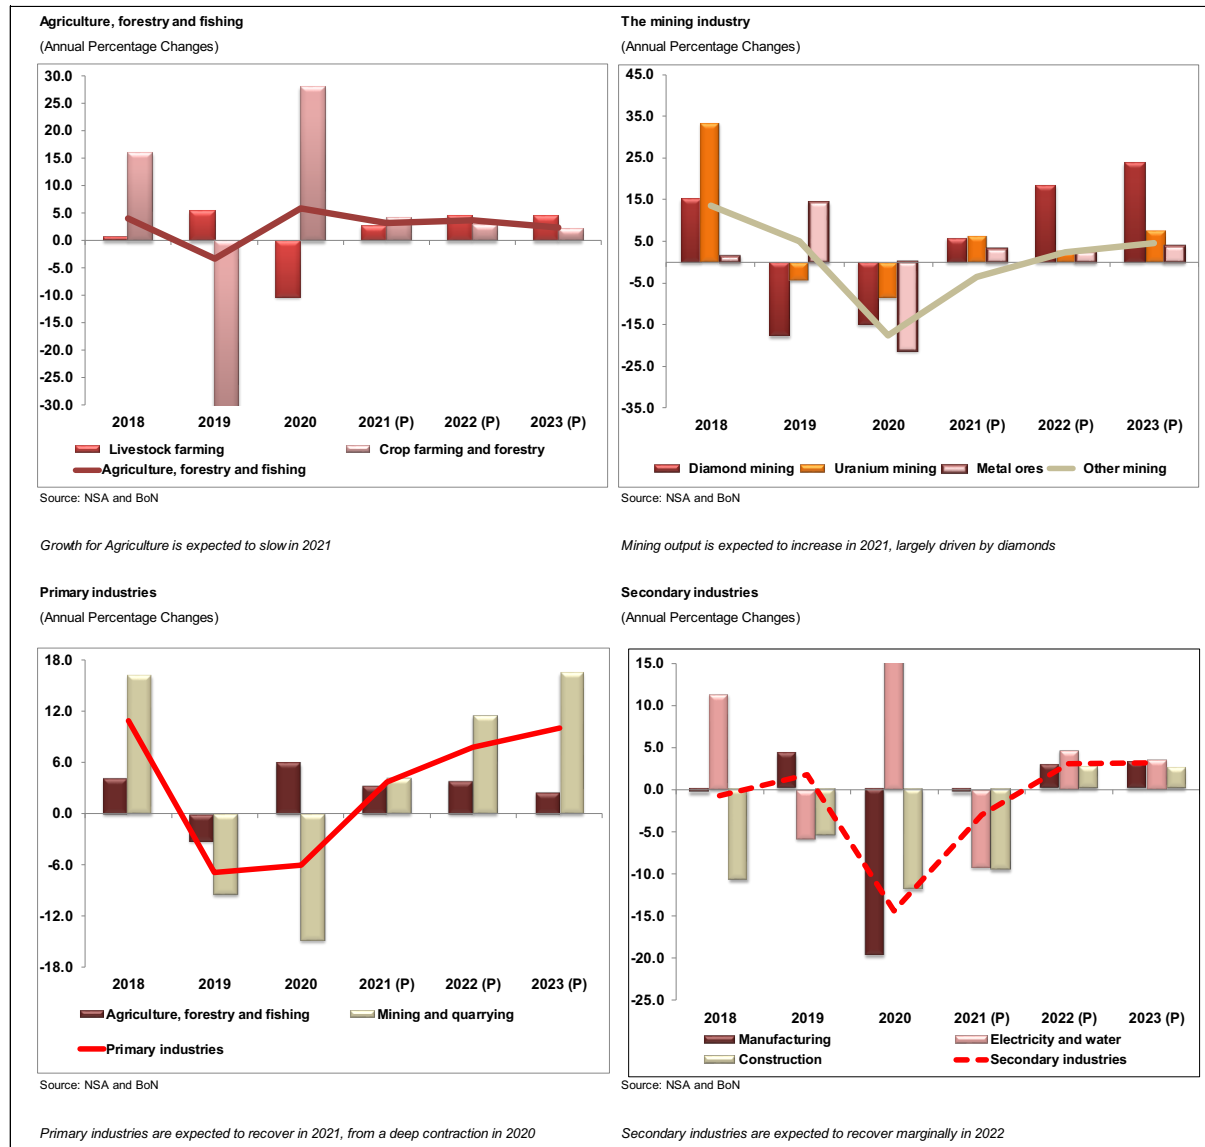 Agriculture, forestry and fishing
(Annual Percentage Changes)
30.0
25.0
20.0
15.0
10.0
5.0
0.0
-5.0
-10.0
-15.0
-20.0
-25.0
-30.0
2018 2019 2020 2021 (P) 2022 (P) 2023 (P)
Livestock farming Crop farming and forestry
Agriculture, forestry and fishing
Source: NSA and BoN
Growth for Agriculture is expected to slow in 2021
The mining industry
(Annual Percentage Changes)
45.0
35.0
25.0
15.0
5.0
-5.0
-15.0
-25.0
-35.0
2018 2019 2020 2021 (P) 2022 (P) 2023 (P)
Diamond mining Uranium mining Metal ores Other mining
Source: NSA and BoN
Mining output is expected to increase in 2021, largely driven by diamonds
Primary industries
(Annual Percentage Changes)
18.0
12.0
6.0
0.0
-6.0
-12.0
-18.0
2018 2019 2020 2021 (P) 2022 (P) 2023 (P)
Agriculture, forestry and fishing Mining and quarrying
Primary industries
Source: NSA and BoN
Primary industries are expected to recover in 2021, from a deep contraction in 2020
Secondary industries
(Annual Percentage Changes)
15.0
10.0
5.0
0.0
-5.0
-10.0
-15.0
-20.0
-25.0
2018 2019 2020 2021 (P) 2022 (P) 2023 (P)
Manufacturing Electricity and water
Construction Secondary industries
Source: NSA and BoN
Secondary industries are expected to recover marginally in 2022